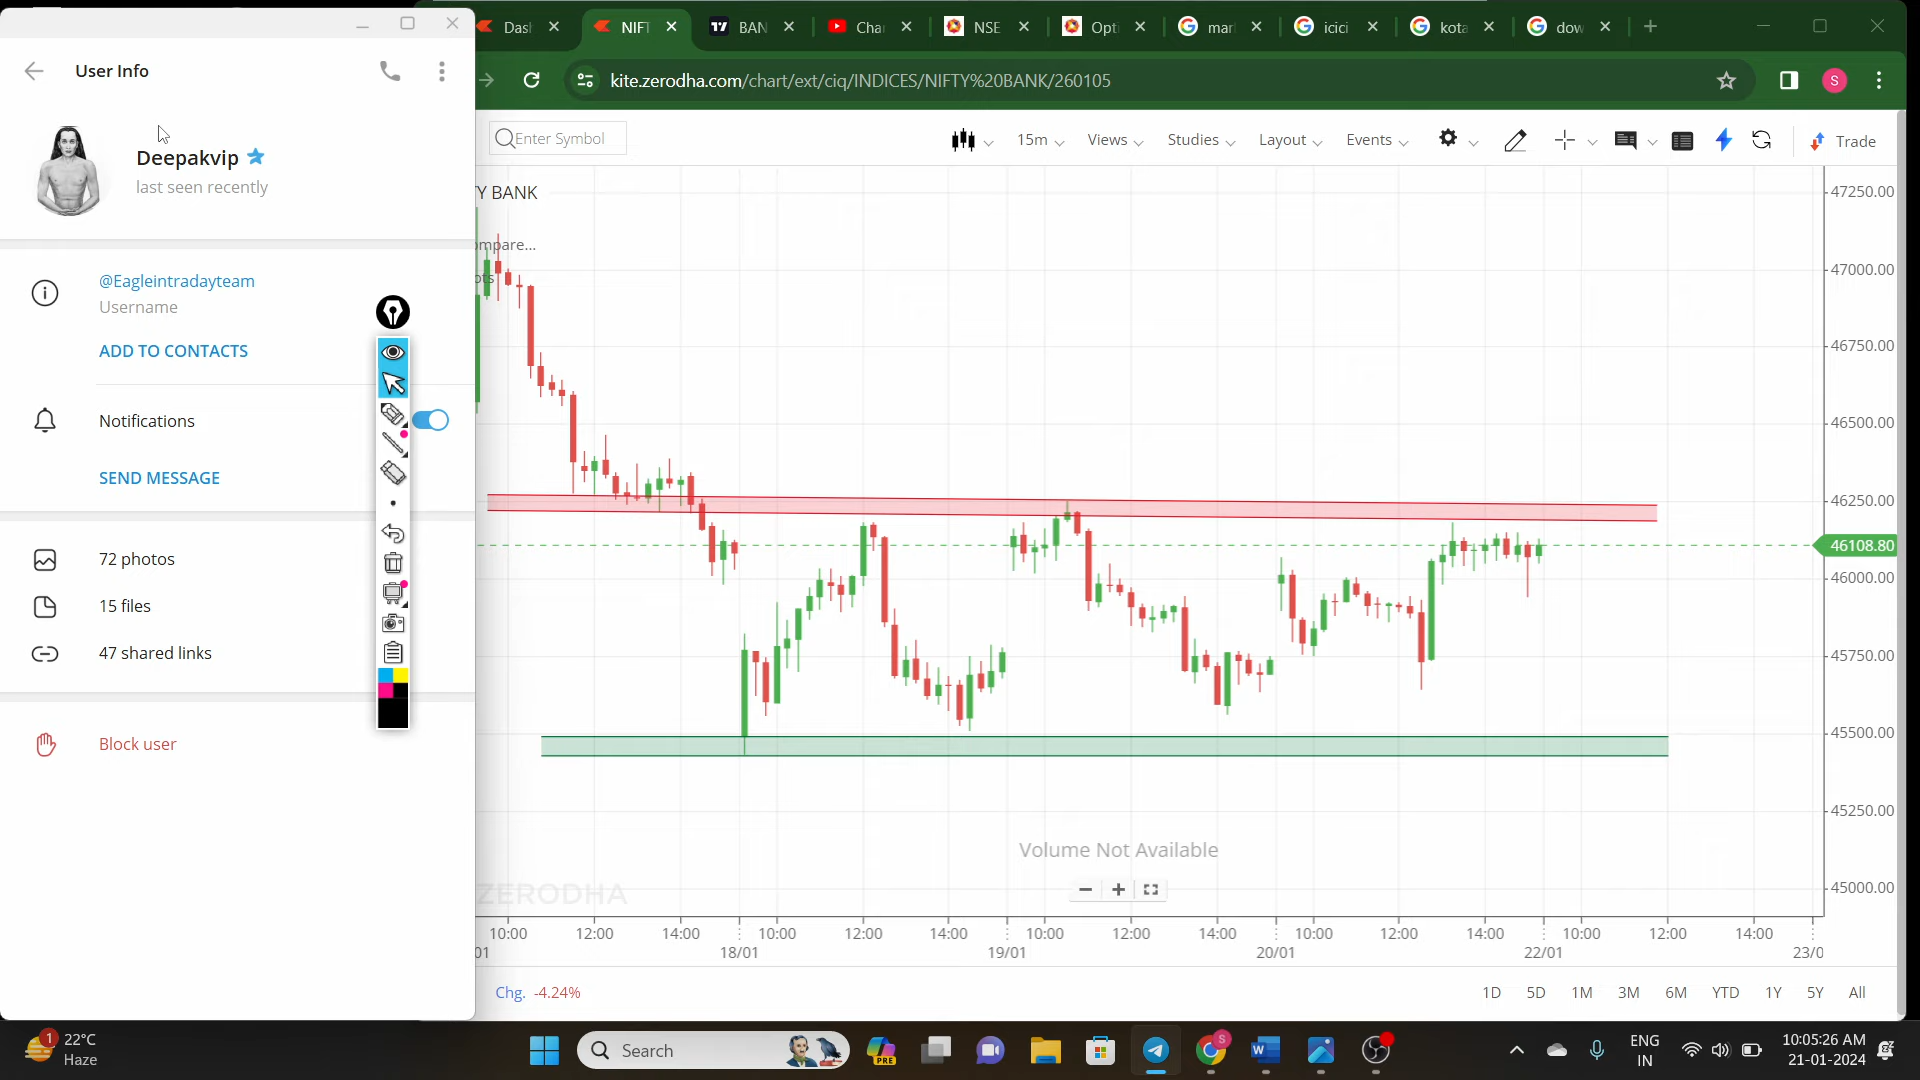 Dash
NIFT
BAN
Char
NSE
Opti
mar
icici
kota
dow
User Info
kite.zerodha.com/chart/ext/ciq/INDICES/NIFTY%20BANK/260105
S
Deepakvip
last seen recently
Enter Symbol
15m
Views
Studies
Layout
Events
Trade
Y BANK
ompare...
ots
@Eagleintradayteam
Username
ADD TO CONTACTS
Notifications
SEND MESSAGE
72 photos
15 files
47 shared links
Block user
47250.00
47000.00
46750.00
46500.00
46250.00
46108.80
46000.00
45750.00
45500.00
45250.00
45000.00
Volume Not Available
ZERODHA
10:00 12:00 14:00 10:00 12:00 14:00 10:00 12:00 14:00 10:00 12:00 14:00 10:00 12:00 14:00
01 18/01 19/01 20/01 22/01 23/0
Chg. -4.24%
1D 5D 1M 3M 6M YTD 1Y 5Y All
1
22°C
Haze
Search
PRE
S
W
ENG
IN
10:05:26 AM
21-01-2024